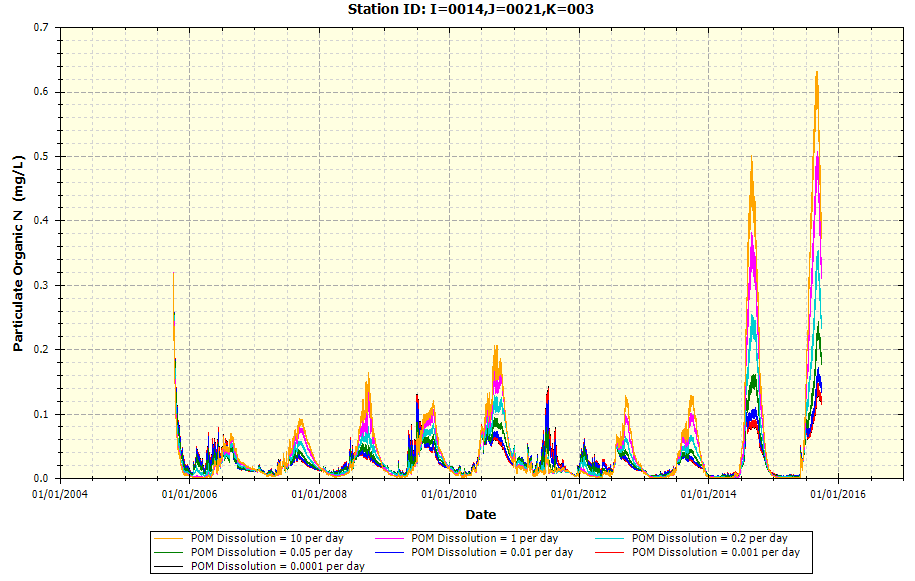 Station ID: I=0014,J=0021,K=003
0.7
0.6
0.5
0.4
0.3
0.2
0.1
0.0
Particulate Organic N (mg/L)
01/01/2004 01/01/2006 01/01/2008 01/01/2010 01/01/2012 01/01/2014 01/01/2016
Date
POM Dissolution = 10 per day POM Dissolution = 1 per day POM Dissolution = 0.2 per day
POM Dissolution = 0.05 per day POM Dissolution = 0.01 per day POM Dissolution = 0.001 per day
POM Dissolution = 0.0001 per day